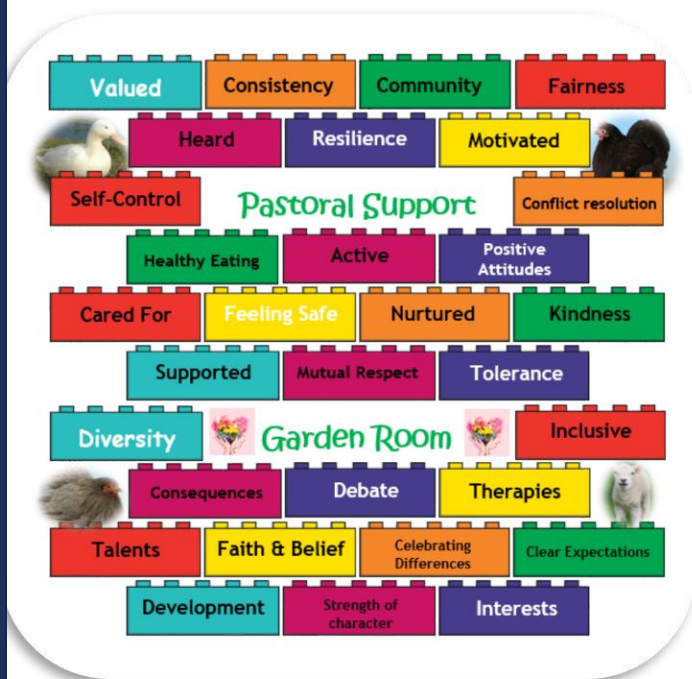 Valued Consistency Community Fairness
Heard Resilience Motivated
Self-Control Pastoral Support Conflict resolution
Healthy Eating Active Positive
Attitudes
Cared For Feeling Safe Nurtured Kindness
Supported Mutual Respect Tolerance
Diversity Garden Room Inclusive
Consequences Debate Therapies
Talents Faith & Belief Celebrating
Differences Clear Expectations
Development Strength of
character Interests